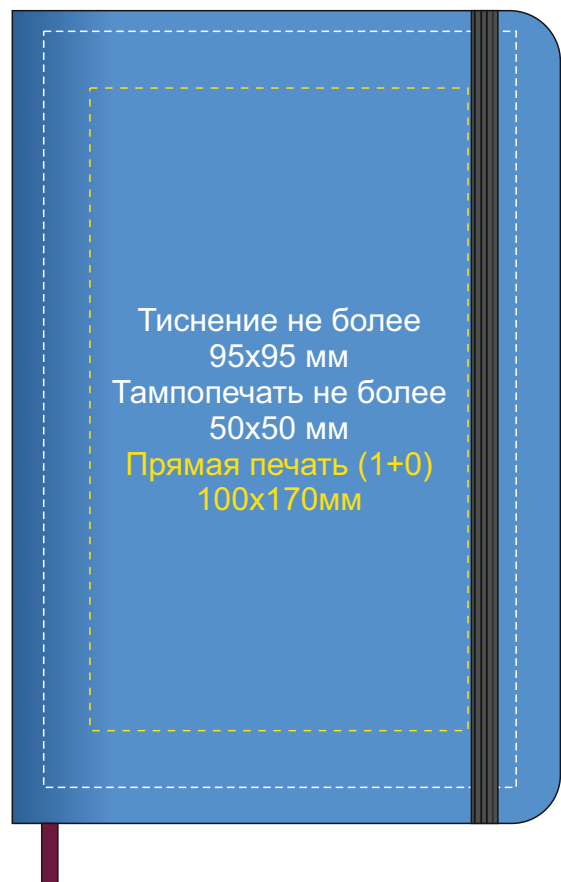 Тиснение не более
95х95 мм
Тампопечать не более
50х50 мм
Прямая печать (1+0)
100х170мм